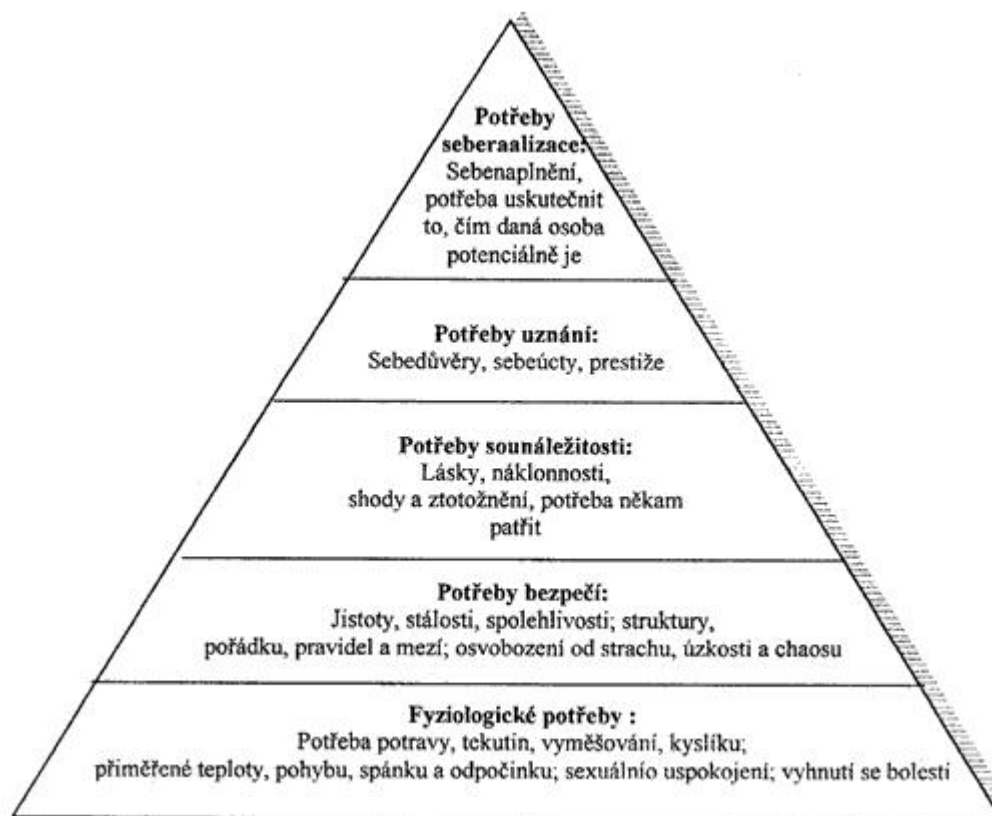 Potřeby
seberaalizace:
Sebenaplnění,
potřeba uskutečnit
to, čím daná osoba
potenciálně je
Potřeby uznání:
Sebedůvěry, sebeúcty, prestiže
Potřeby sounáležitosti:
Lásky, náklonnosti,
shody a ztotožnění, potřeba někam
patřit
Potřeby bezpečí:
Jistoty, stálosti, spolehlivosti; struktury,
pořádku, pravidel a mezí; osvobození od strachu, úzkosti a chaosu
Fyziologické potřeby :
Potřeba potravy, tekutin, vyměšování, kyslíku;
přiměřené teploty, pohybu, spánku a odpočinku; sexuálnío uspokojení; vyhnutí se bolesti